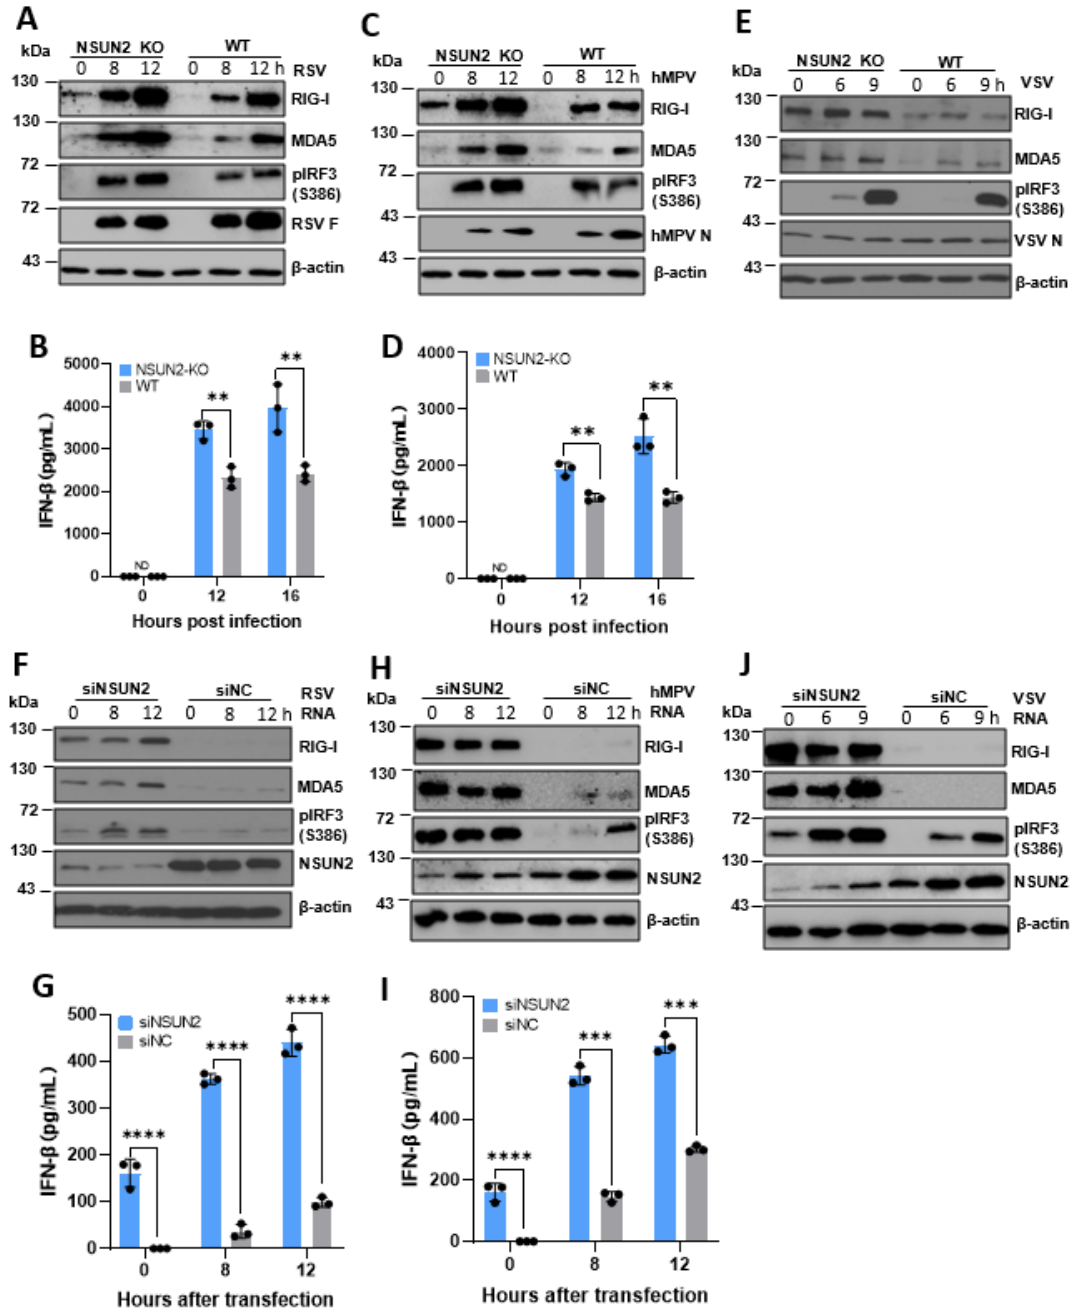 A
kDa
NSUN2 KO
WT
0 8 12 0 8 12 h
RSV
130
RIG-I
130
MDA5
72
pIRF3
(S386)
72
RSV F
43
β-actin
C
kDa
NSUN2 KO
WT
0 8 12 0 8 12 h
hMPV
130
RIG-I
130
MDA5
72
pIRF3
(S386)
43
hMPV N
43
β-actin
E
kDa
NSUN2 KO
WT
0 6 9 0 6 9 h
VSV
130
RIG-I
130
MDA5
72
pIRF3
(S386)
43
VSV N
43
β-actin
B
NSUN2-KO
WT
IFN-β (pg/mL)
5000
4000
3000
2000
1000
0
ND
**
**
0 12 16
Hours post infection
D
NSUN2-KO
WT
IFN-β (pg/mL)
4000
3000
2000
1000
0
ND
**
**
0 12 16
Hours post infection
F
kDa
siNSUN2
siNC
RSV
0 8 12 0 8 12 h
RNA
130
RIG-I
130
MDA5
72
pIRF3
(S386)
130
NSUN2
43
β-actin
H
kDa
siNSUN2
siNC
hMPV
0 8 12 0 8 12 h
RNA
130
RIG-I
130
MDA5
72
pIRF3
(S386)
130
NSUN2
43
β-actin
J
kDa
siNSUN2
siNC
VSV
0 6 9 0 6 9 h
RNA
130
RIG-I
130
MDA5
72
pIRF3
(S386)
130
NSUN2
43
β-actin
G
siNSUN2
siNC
IFN-β (pg/mL)
500
400
300
200
100
0
****
****
****
0 8 12
Hours after transfection
I
siNSUN2
siNC
IFN-β (pg/mL)
800
600
400
200
0
****
***
***
0 8 12
Hours after transfection